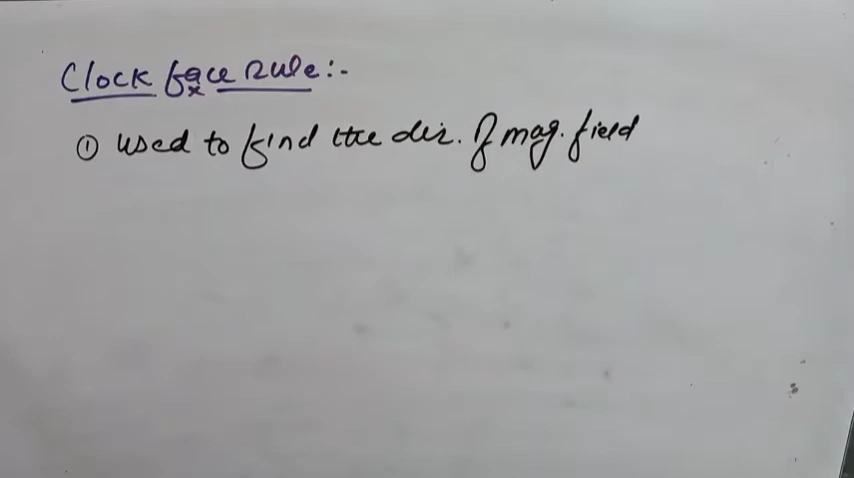 Clock face Rule:-
① used to find the dir. of mag. field